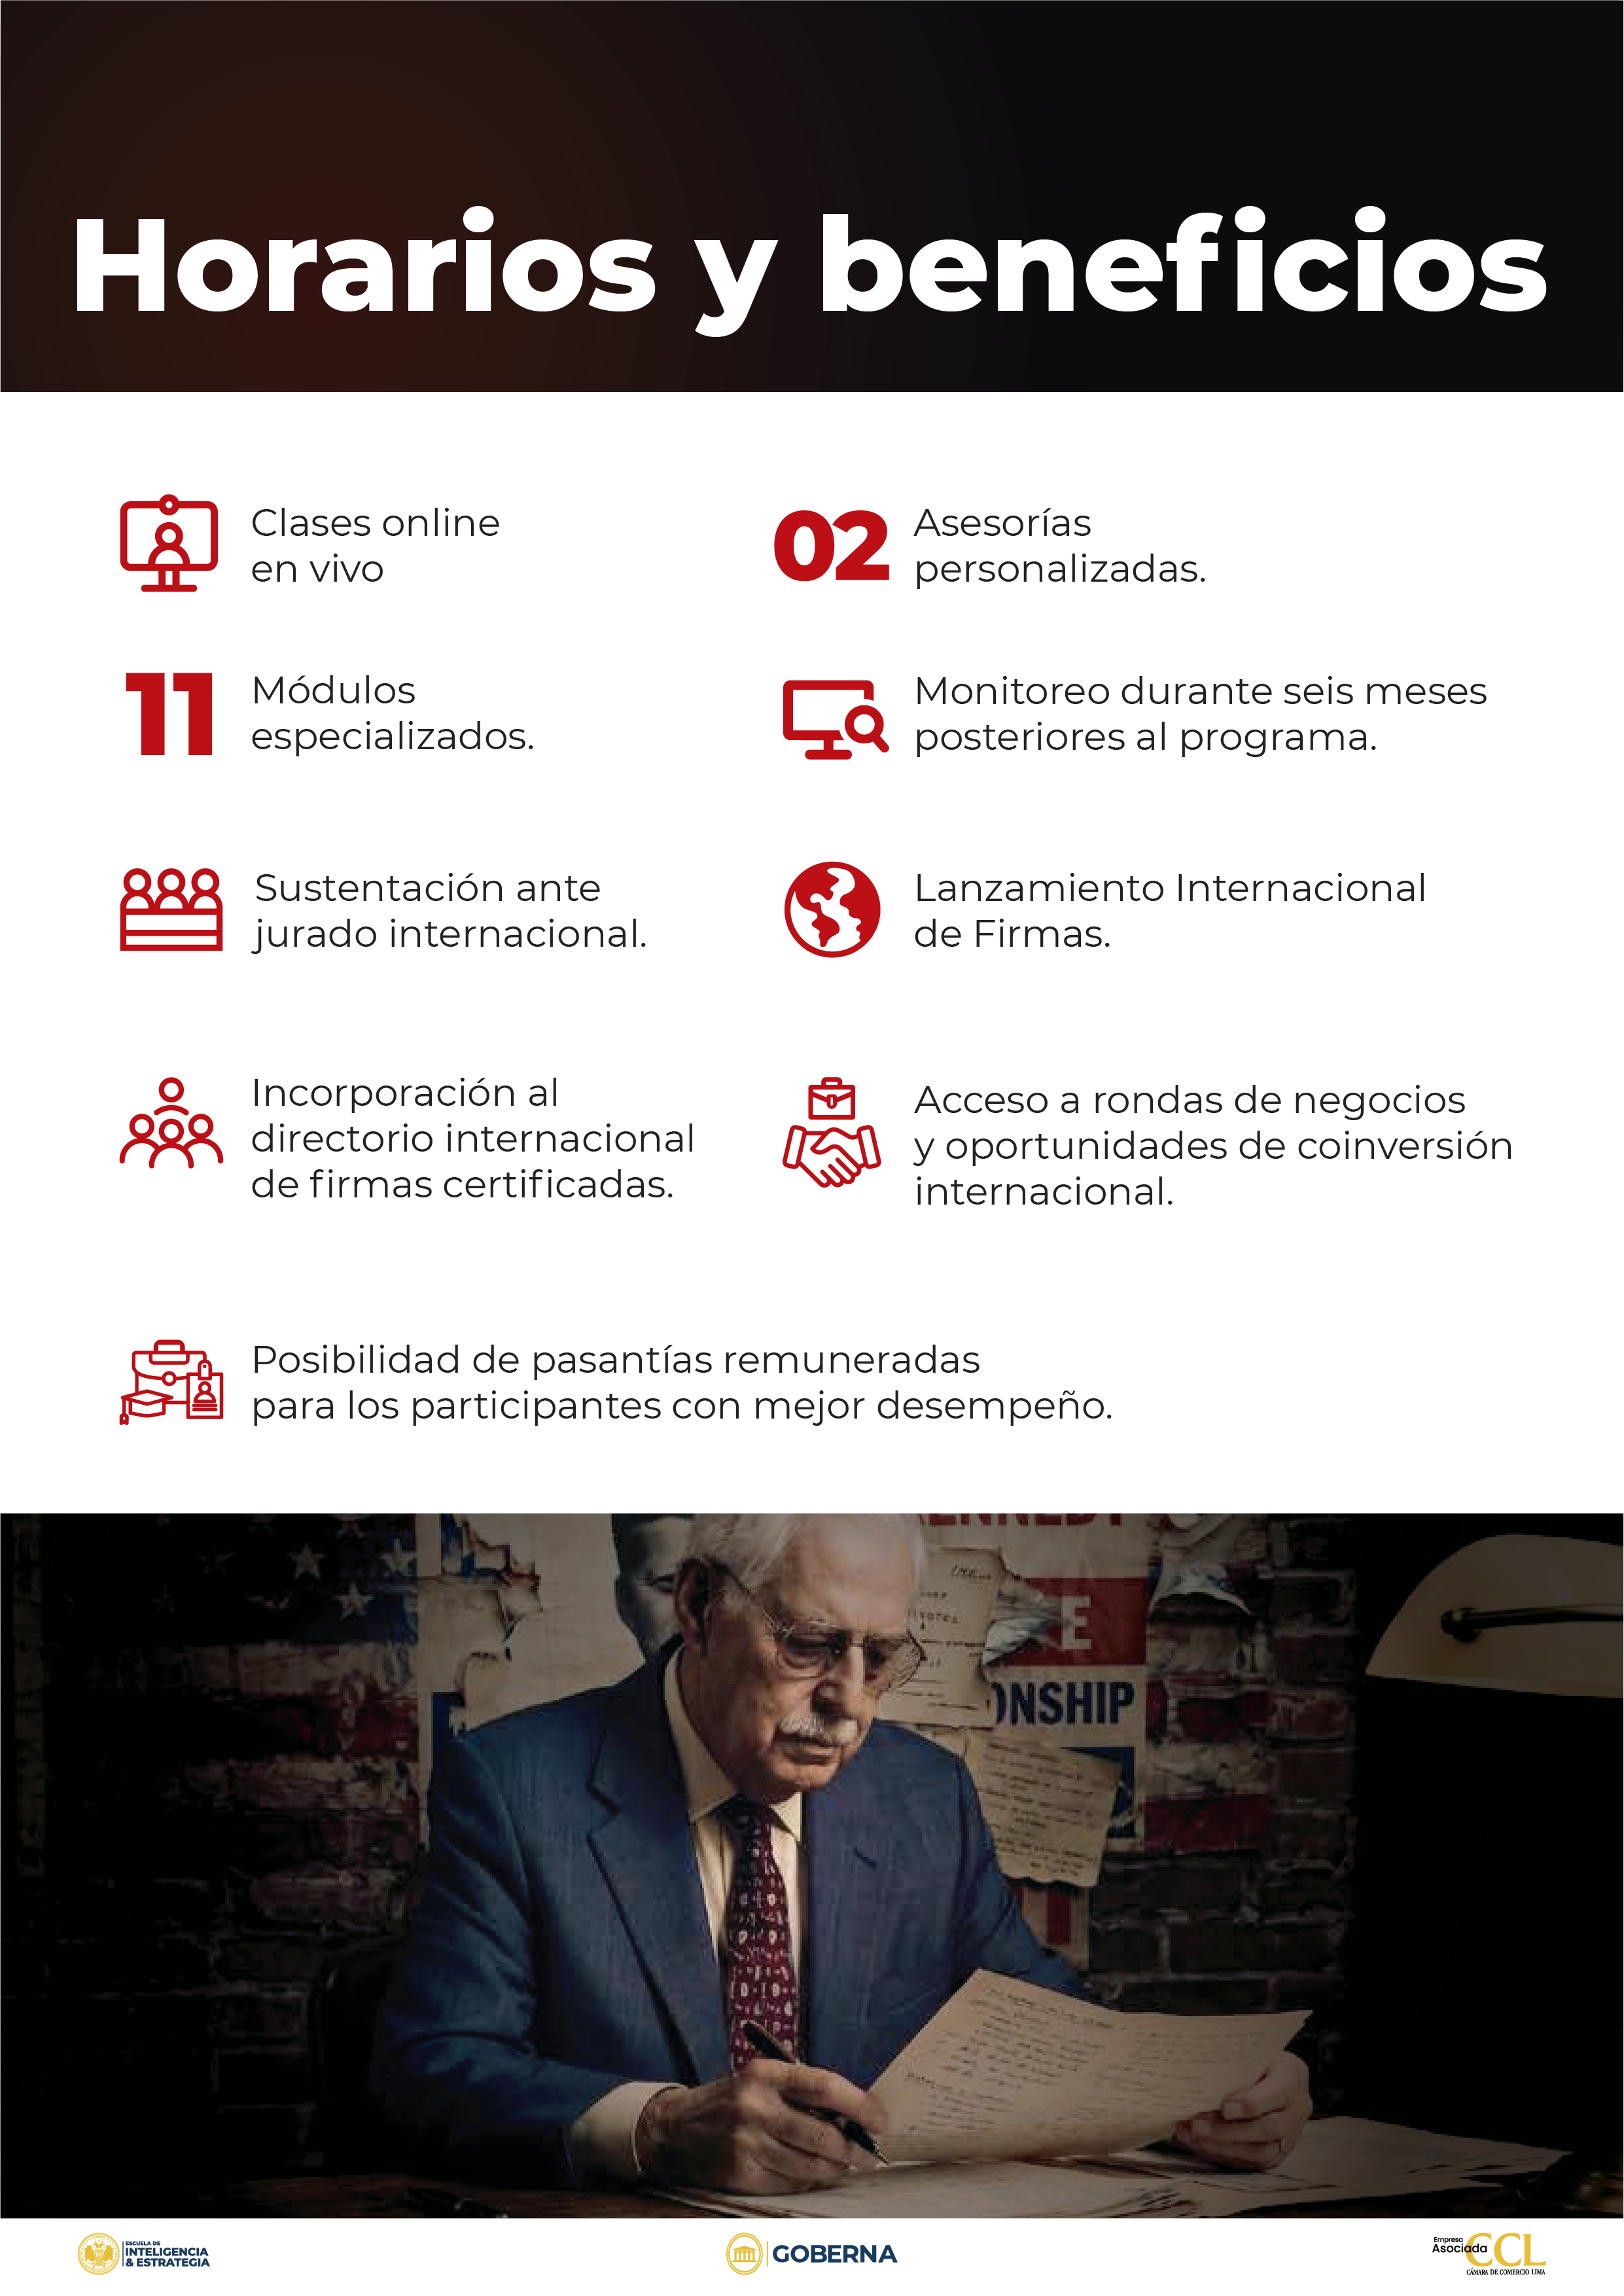 Horarios y beneficios
Clases online
en vivo
02
Asesorías
personalizadas.
11
Módulos
especializados.
Monitoreo durante seis meses
posteriores al programa.
Sustentación ante
jurado internacional.
Lanzamiento Internacional
de Firmas.
Incorporación al
directorio internacional
de firmas certificadas.
Acceso a rondas de negocios
y oportunidades de coinversión
internacional.
Posibilidad de pasantías remuneradas
para los participantes con mejor desempeño.
E
ONSHIP
ESCUELA DE
INTELIGENCIA
& ESTRATEGIA
GOBERNA
Empresa
Asociada
CCL
CÁMARA DE COMERCIO LIMA